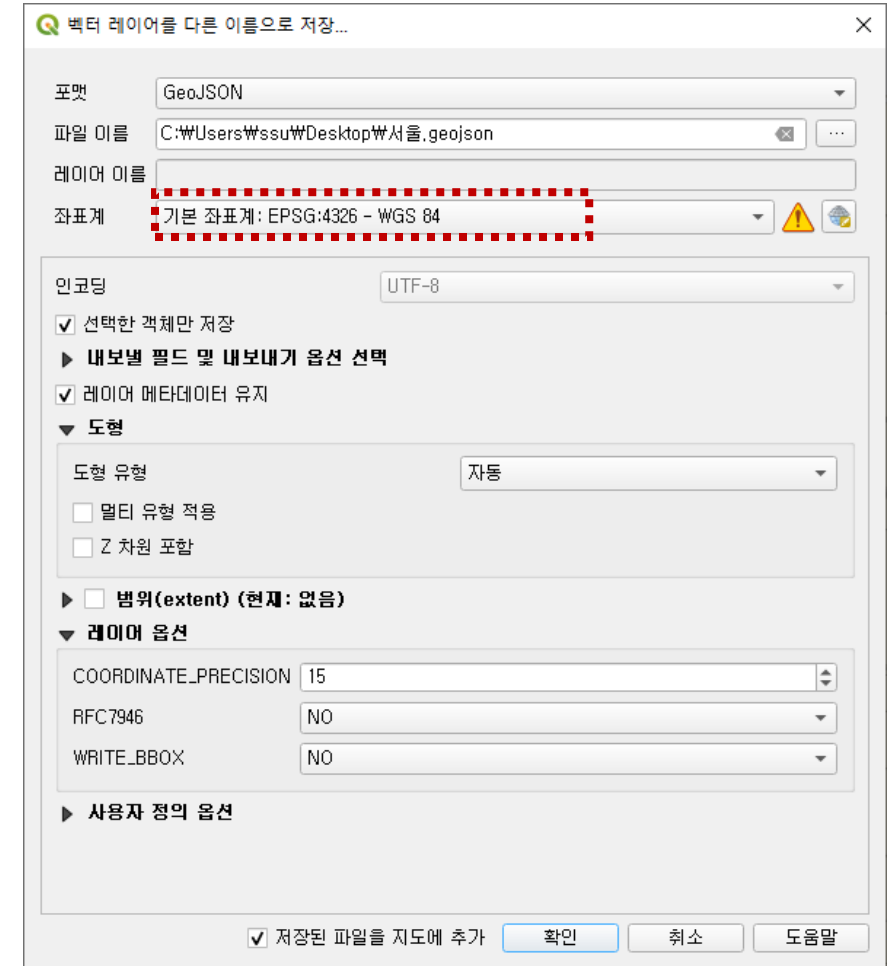 벡터 레이어를 다른 이름으로 저장...
포맷 GeoJSON
파일 이름 C:₩Users₩ssu₩Desktop₩서울.geojson ...
레이어 이름
좌표계 기본 좌표계: EPSG:4326 - WGS 84
인코딩 UTF-8
선택한 객체만 저장
내보낼 필드 및 내보내기 옵션 선택
레이어 메타데이터 유지
도형
도형 유형 자동
멀티 유형 적용
Z 차원 포함
범위(extent) (현재: 없음)
레이어 옵션
COORDINATE_PRECISION 15
RFC7946 NO
WRITE_BBOX NO
사용자 정의 옵션
저장된 파일을 지도에 추가 확인 취소 도움말